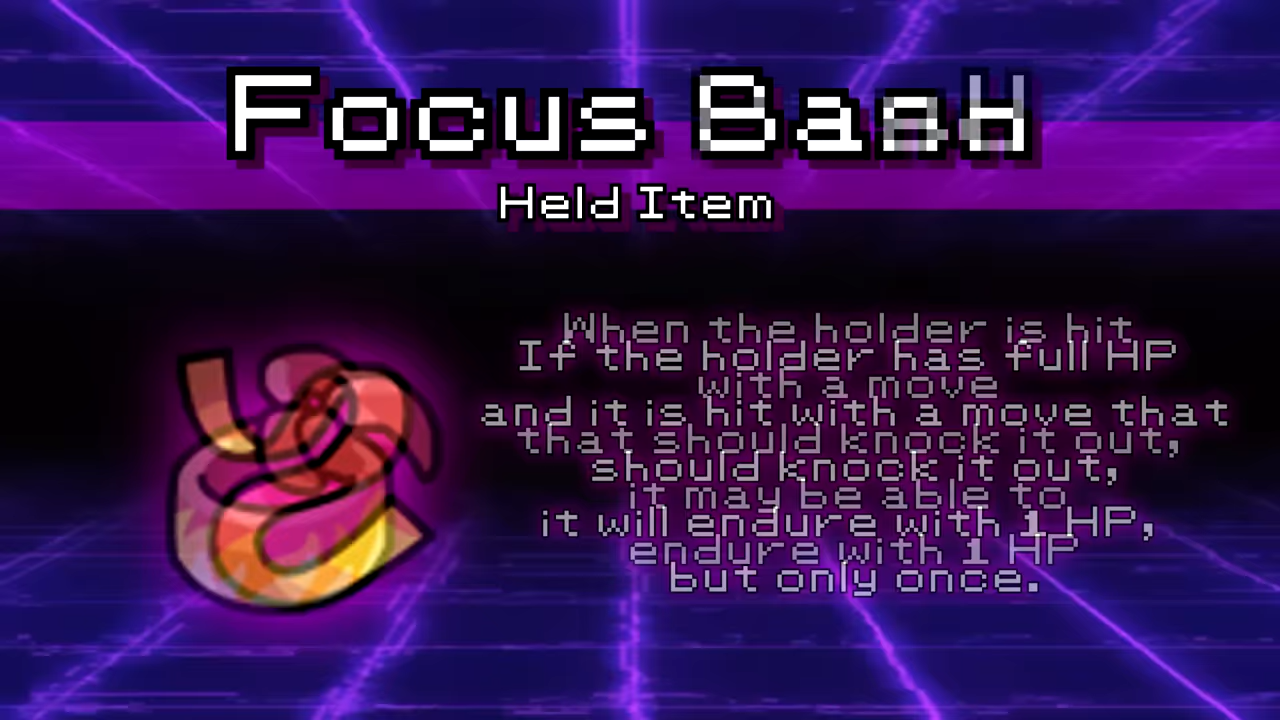 Focus
Held Item
When the holder is hit
If the holder has full HP
with a move
and it is hit with a move that
that should knock it out,
should knock it out,
it may be able to
it will endure with 1 HP,
endure with 1 HP
but only once.